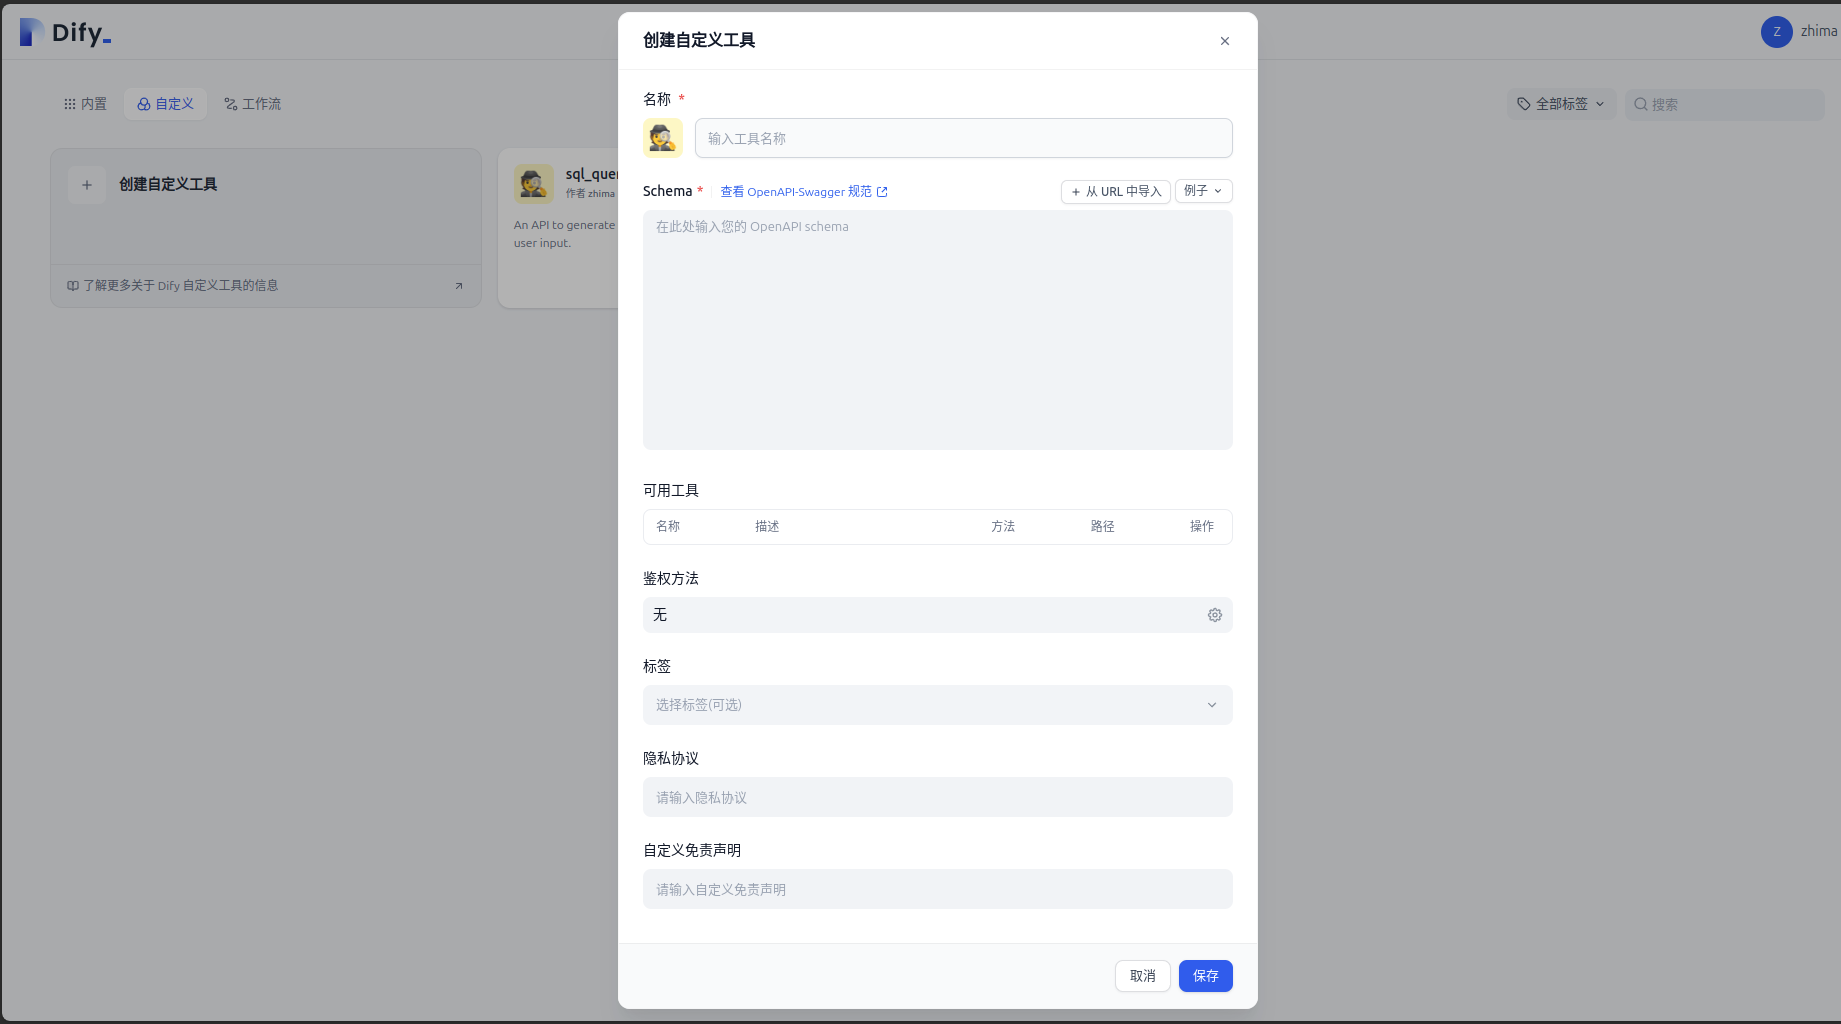 Dify_
Z zhima
内置 自定义 工作流
全部标签 搜索
创建自定义工具
了解更多关于 Dify 自定义工具的信息
sql_quer
作者 zhima
An API to generate
user input.
创建自定义工具
名称 *
输入工具名称
Schema * 查看 OpenAPI-Swagger 规范 从 URL 中导入 例子
在此处输入您的 OpenAPI schema
可用工具
名称 描述 方法 路径 操作
鉴权方法
无
标签
选择标签(可选)
隐私协议
请输入隐私协议
自定义免责声明
请输入自定义免责声明
取消 保存